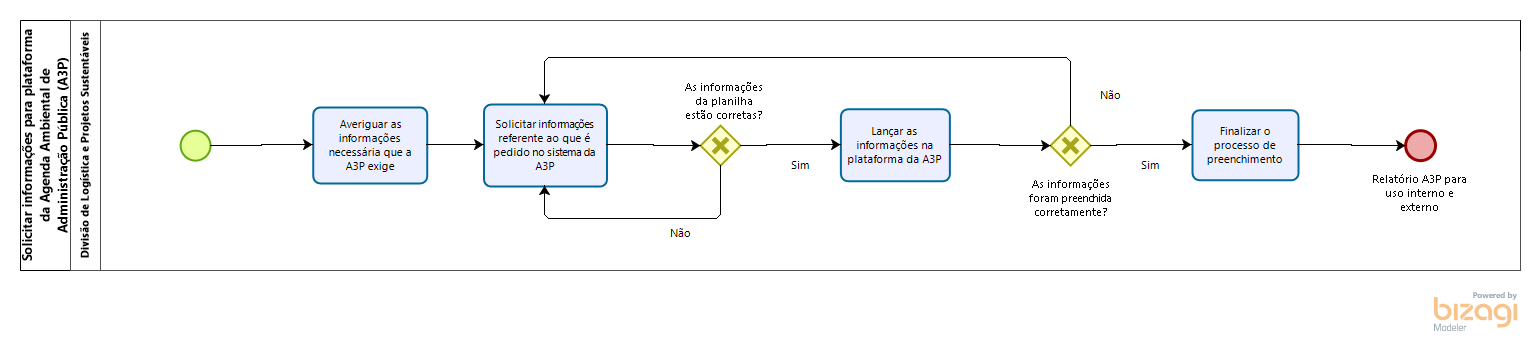 Solicitar informações para plataforma
da Agenda Ambiental de
Administração Pública (A3P)
Divisão de Logística e Projetos Sustentáveis
Averiguar as
informações
necessária que a
A3P exige
Solicitar informações
referente ao que é
pedido no sistema da
A3P
As informações
da planilha
estão corretas?
Sim
Não
Lançar as
informações na
plataforma da A3P
As informações
foram preenchida
corretamente?
Não
Sim
Finalizar o
processo de
preenchimento
Relatório A3P para
uso interno e
externo
Powered by
bizagi
Modeler